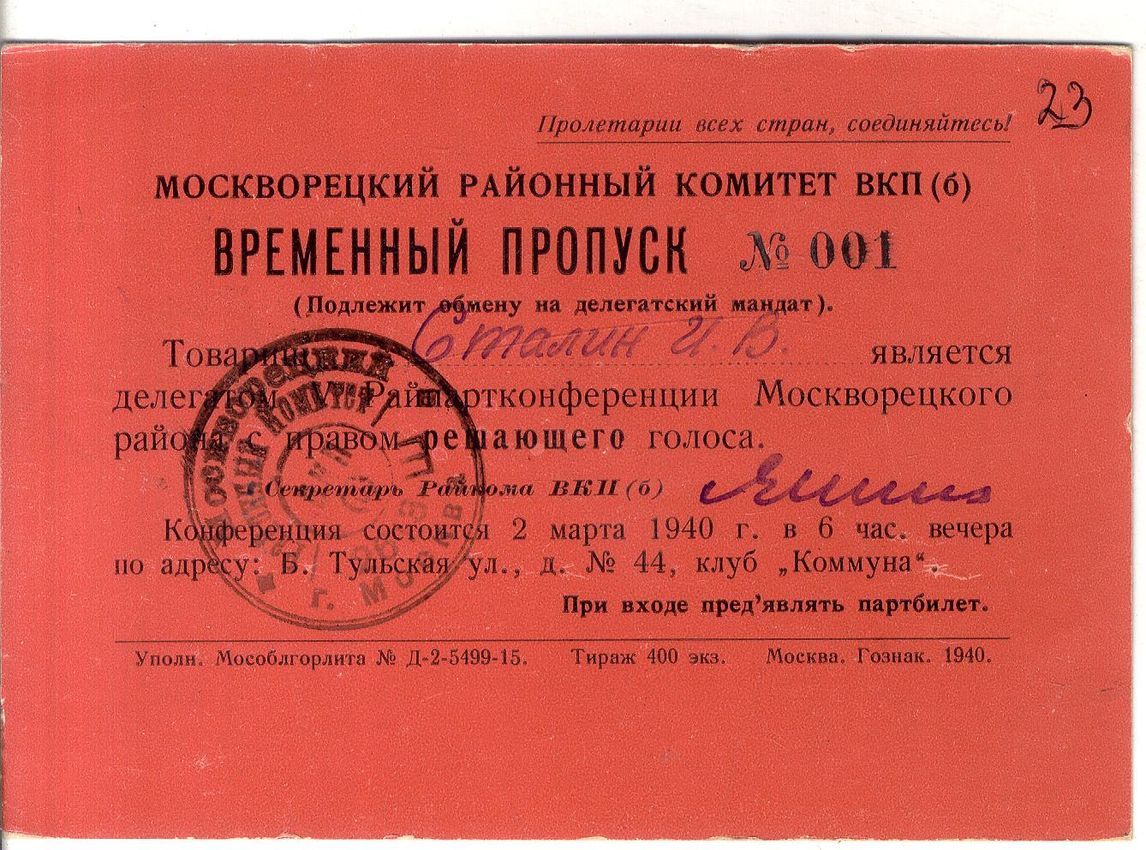 23
Пролетарии всех стран, соединяйтесь!
МОСКВОРЕЦКИЙ РАЙОННЫЙ КОМИТЕТ ВКП(б)
ВРЕМЕННЫЙ ПРОПУСК № 001
(Подлежит обмену на делегатский мандат).
Товарищ Сталин И. В. является
делегатом VI Райпартконференции Москворецкого
района с правом решающего голоса.
Секретарь Райкома ВКП(б)
Конференция состоится 2 марта 1940 г. в 6 час. вечера
по адресу: Б. Тульская ул., д. № 44, клуб „Коммуна“.
При входе пред'являть партбилет.
Уполн. Мособлгорлита № Д-2-5499-15. Тираж 400 экз. Москва. Гознак. 1940.
Москворецкий
г. Москва